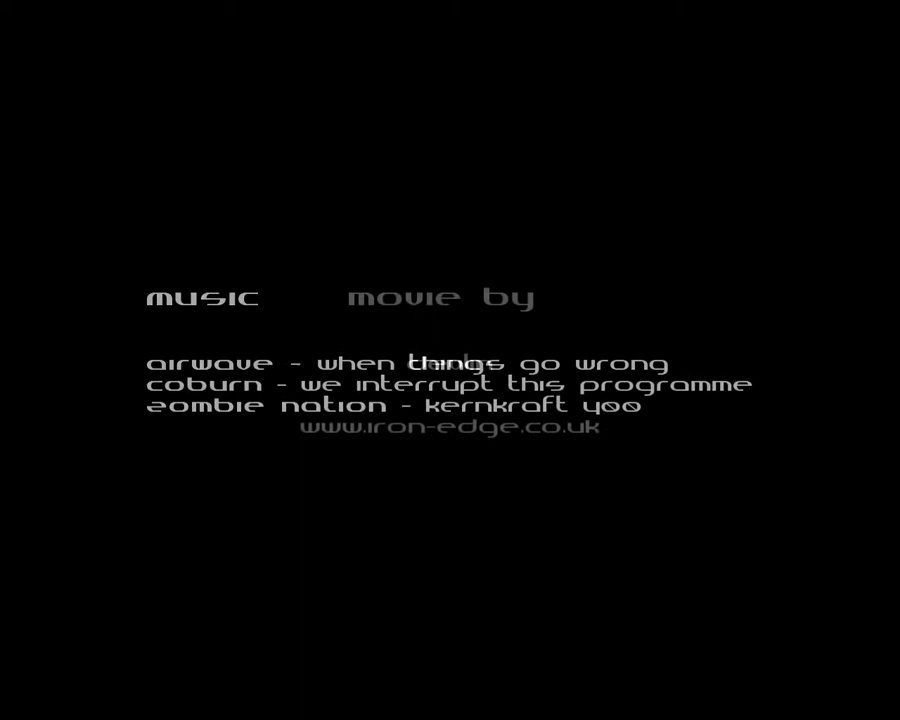 music
movie by
airwave - when things go wrong
coburn - we interrupt this programme
zombie nation - kernkraft 400
www.iron-edge.co.uk